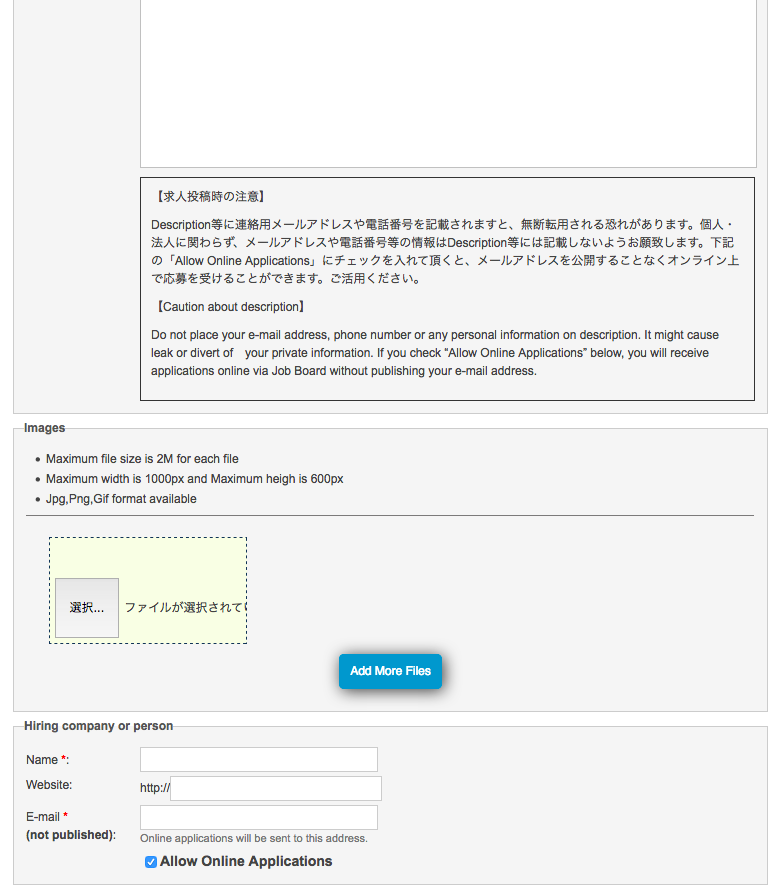 【求人投稿時の注意】
Description等に連絡用メールアドレスや電話番号を記載されますと、無断転用される恐れがあります。個人・
法人に関わらず、メールアドレスや電話番号等の情報はDescription等には記載しないようお願致します。下記
の「Allow Online Applications」にチェックを入れて頂くと、メールアドレスを公開することなくオンライン上
で応募を受けることができます。ご活用ください。
【Caution about description】
Do not place your e-mail address, phone number or any personal information on description. It might cause
leak or divert of　your private information. If you check “Allow Online Applications” below, you will receive
applications online via Job Board without publishing your e-mail address.
Images
Maximum file size is 2M for each file
Maximum width is 1000px and Maximum heigh is 600px
Jpg,Png,Gif format available
選択... ファイルが選択されてい
Add More Files
Hiring company or person
Name *:
Website: http://
E-mail *
(not published):
Online applications will be sent to this address.
Allow Online Applications